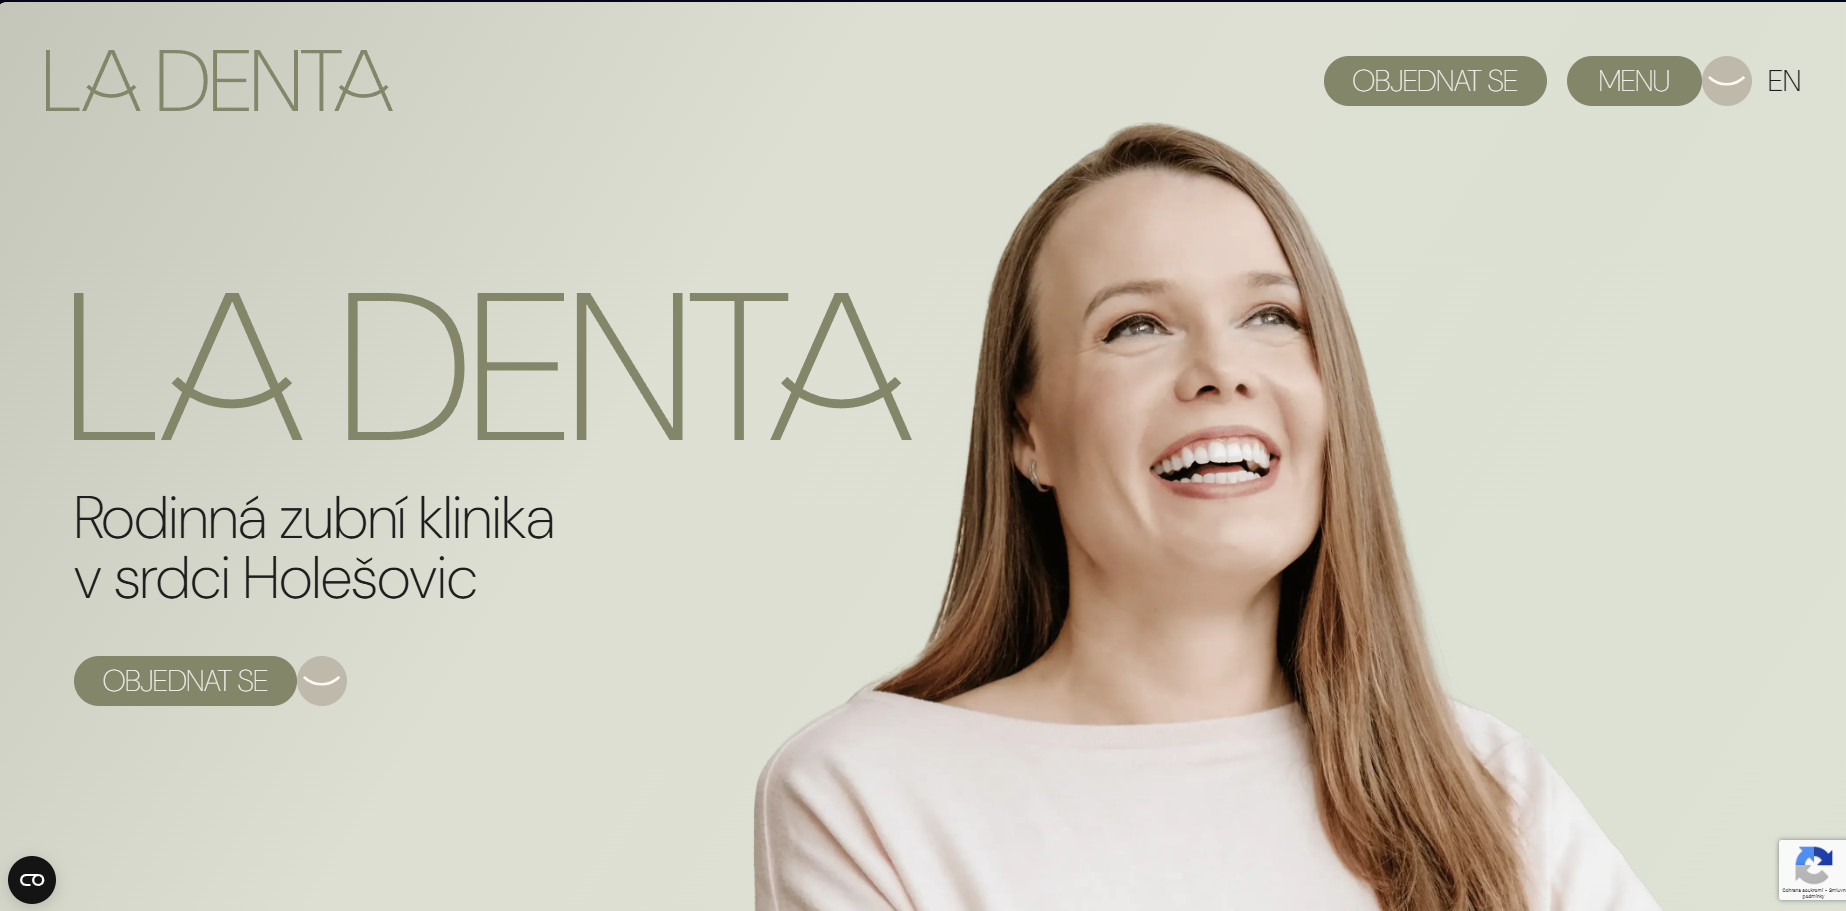 LA DENTA
OBJEDNAT SE
MENU
EN
LA DENTA
Rodinná zubní klinika
v srdci Holešovic
OBJEDNAT SE
Ochrana soukromí - Smluvní
podmínky